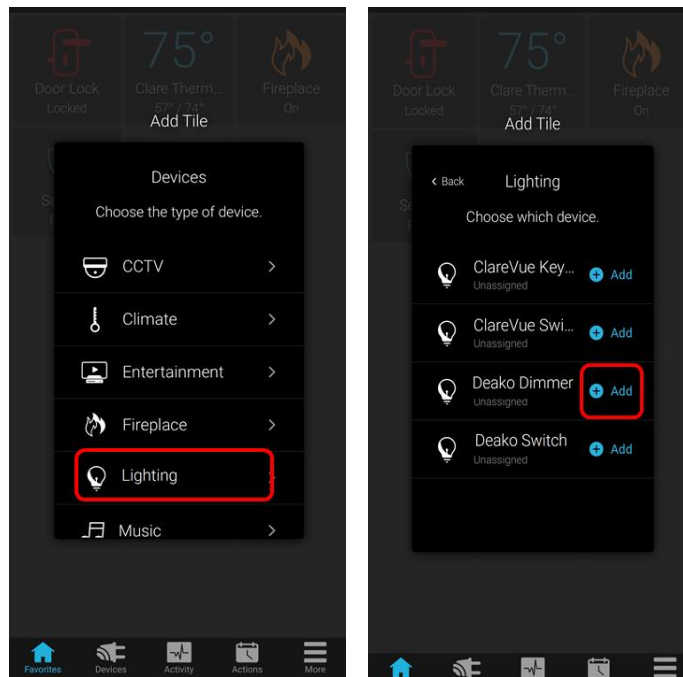 75°
Door Lock
Clare Therm...
Fireplace
Locked
57° / 74°
On
Add Tile
Devices
Choose the type of device.
CCTV
Climate
Entertainment
Fireplace
Lighting
Music
Favorites
Devices
Activity
Actions
More
75°
Door Lock
Clare Therm...
Fireplace
Locked
57° / 74°
On
Add Tile
< Back
Lighting
Choose which device.
ClareVue Key...
Unassigned
Add
ClareVue Swi...
Unassigned
Add
Deako Dimmer
Unassigned
Add
Deako Switch
Unassigned
Add